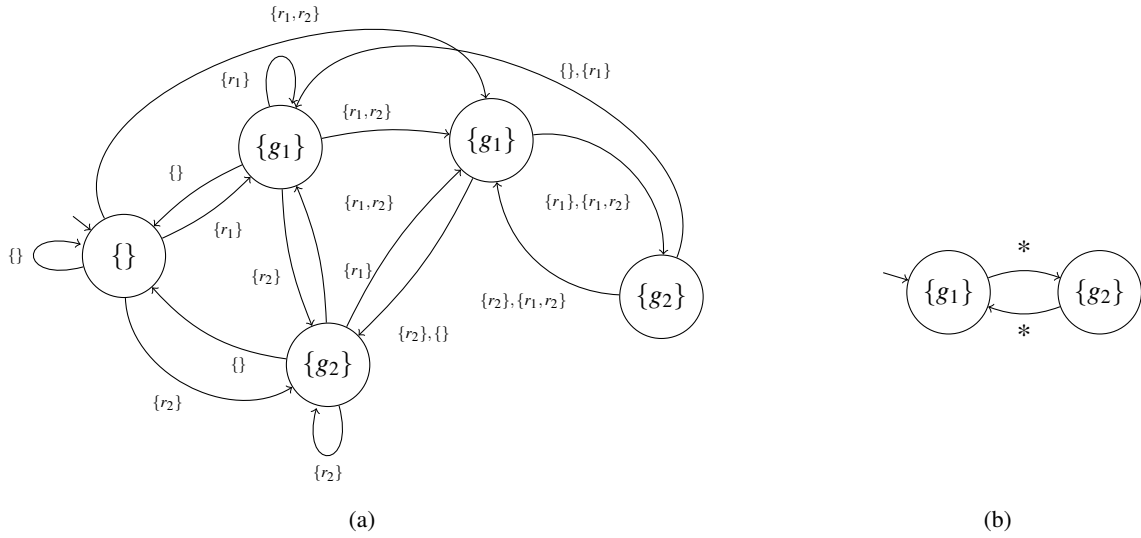 {r₁,r₂}
{r₁}
{},{r₁}
{r₁,r₂}
{g₁}
{g₁}
{}
{r₁,r₂}
{r₁},{r₁,r₂}
{r₁}
{}
{}
{r₂}
{r₁}
{g₂}
{r₂},{r₁,r₂}
{r₂},{}
{g₂}
{}
{r₂}
{r₂}
(a)
*
{g₁}
{g₂}
*
(b)